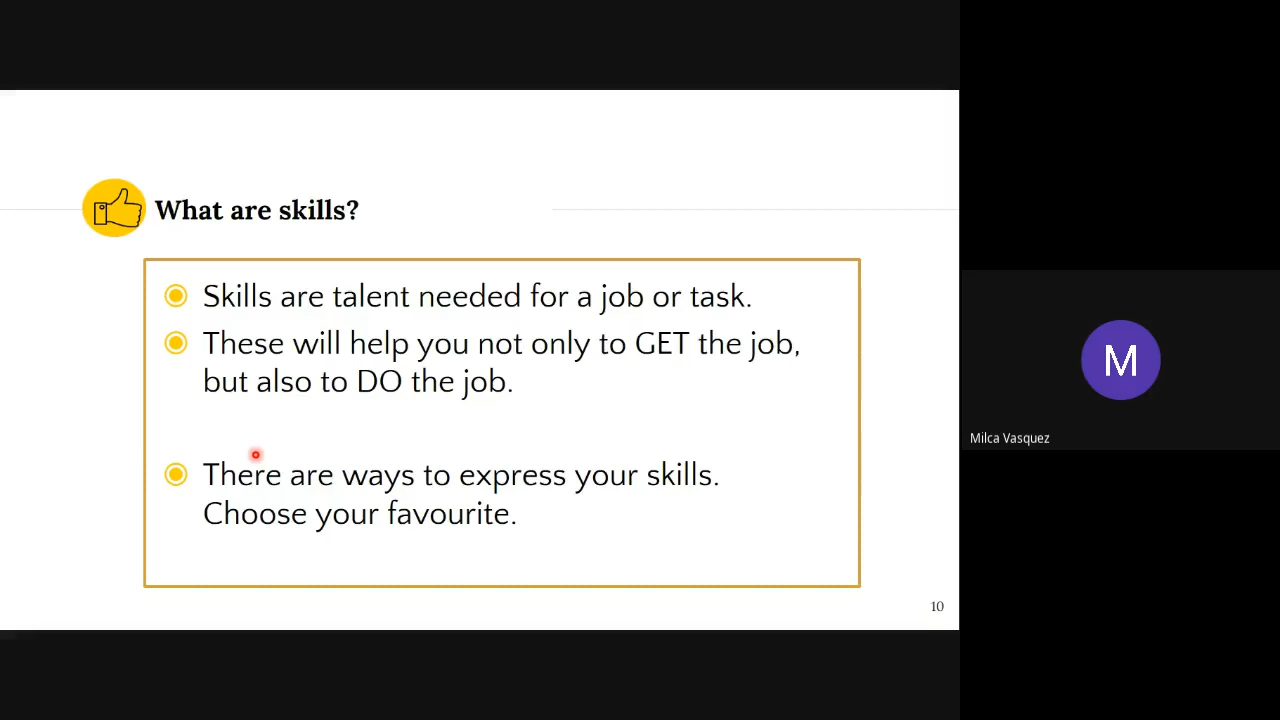 What are skills?
Skills are talent needed for a job or task.
These will help you not only to GET the job,
but also to DO the job.
There are ways to express your skills.
Choose your favourite.
10
M
Milca Vasquez